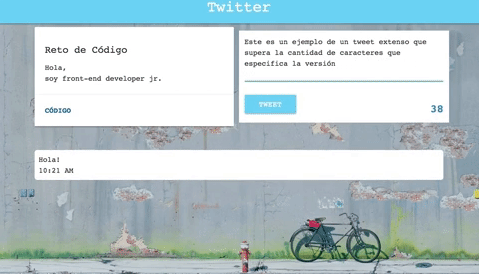 Twitter
Reto de Código
Hola,
soy front-end developer jr.
CÓDIGO
Este es un ejemplo de un tweet extenso que
supera la cantidad de caracteres que
especifica la versión
TWEET
38
Hola!
10:21 AM